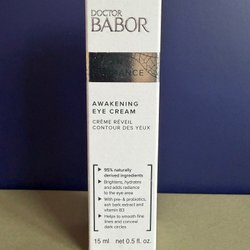 DOCTOR
BABOR
AWAKENING
EYE CREAM
CRÈME RÉVEIL
CONTOUR DES YEUX
95% naturally
derived ingredients
Brightens, hydrates
and adds radiance
to the eye area
With pre- & probiotics,
ash bark extract and
vitamin B3
Helps to smooth fine
lines and conceal
dark circles
15 ml net 0.5 fl. oz.